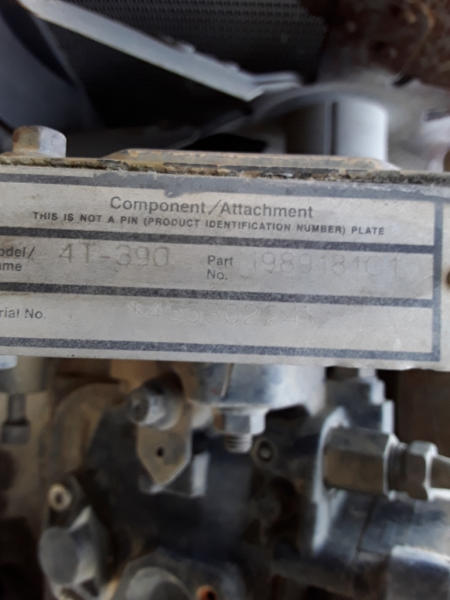 Component/Attachment
THIS IS NOT A PIN (PRODUCT IDENTIFICATION NUMBER) PLATE
odel/ 4T-390 Part
ame No.
rial No.